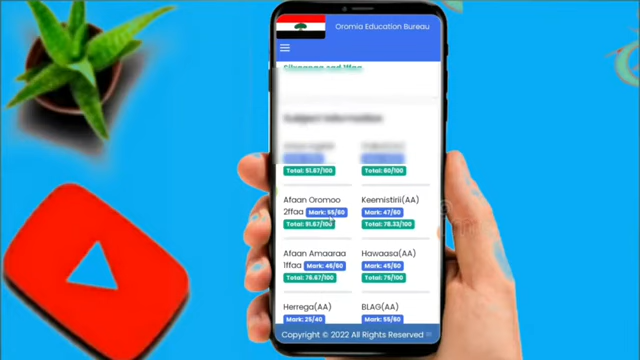 Oromia Education Bureau
Subject Information
Total: 51.67/100
Total: 80/100
Afaan Oromoo
2ffaa Mark: 55/60
Total: 91.67/100
Keemistirii(AA)
Mark: 47/60
Total: 78.33/100
Afaan Amaaraa
1ffaa Mark: 46/60
Total: 76.67/100
Hawaasa(AA)
Mark: 45/60
Total: 75/100
Herrega(AA)
Mark: 25/40
BLAG(AA)
Mark: 55/60
Copyright © 2022 All Rights Reserved